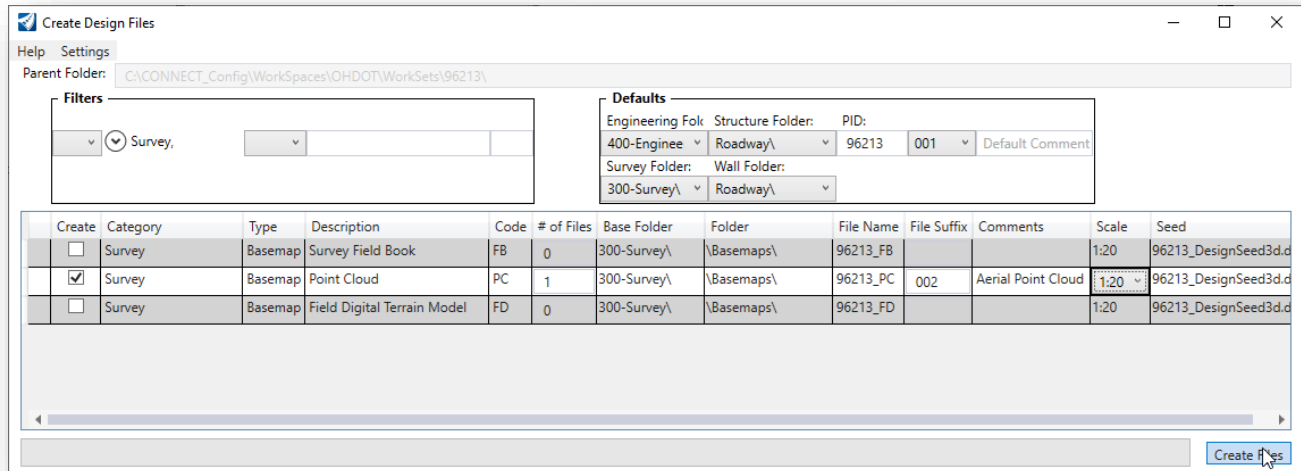 Create Design Files
Help Settings
Parent Folder: C:\CONNECT_Config\WorkSpaces\OHDOT\WorkSets\96213\
Filters
Survey,
Defaults
Engineering Fold Structure Folder: PID:
400-Enginee Roadway\ 96213 001 Default Comment
Survey Folder: Wall Folder:
300-Survey\ Roadway\
Create Category Type Description Code # of Files Base Folder Folder File Name File Suffix Comments Scale Seed
Survey Basemap Survey Field Book FB 0 300-Survey\ \Basemaps\ 96213_FB 1:20 96213_DesignSeed3d.d
Survey Basemap Point Cloud PC 1 300-Survey\ \Basemaps\ 96213_PC 002 Aerial Point Cloud 1:20 96213_DesignSeed3d.d
Survey Basemap Field Digital Terrain Model FD 0 300-Survey\ \Basemaps\ 96213_FD 1:20 96213_DesignSeed3d.d
Create Files